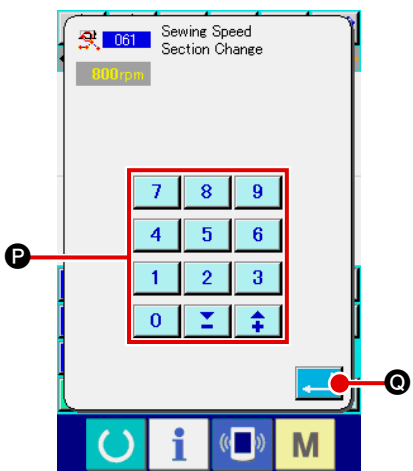 061 Sewing Speed
Section Change
800rpm
7 8 9
4 5 6
P
1 2 3
0
Q
i M